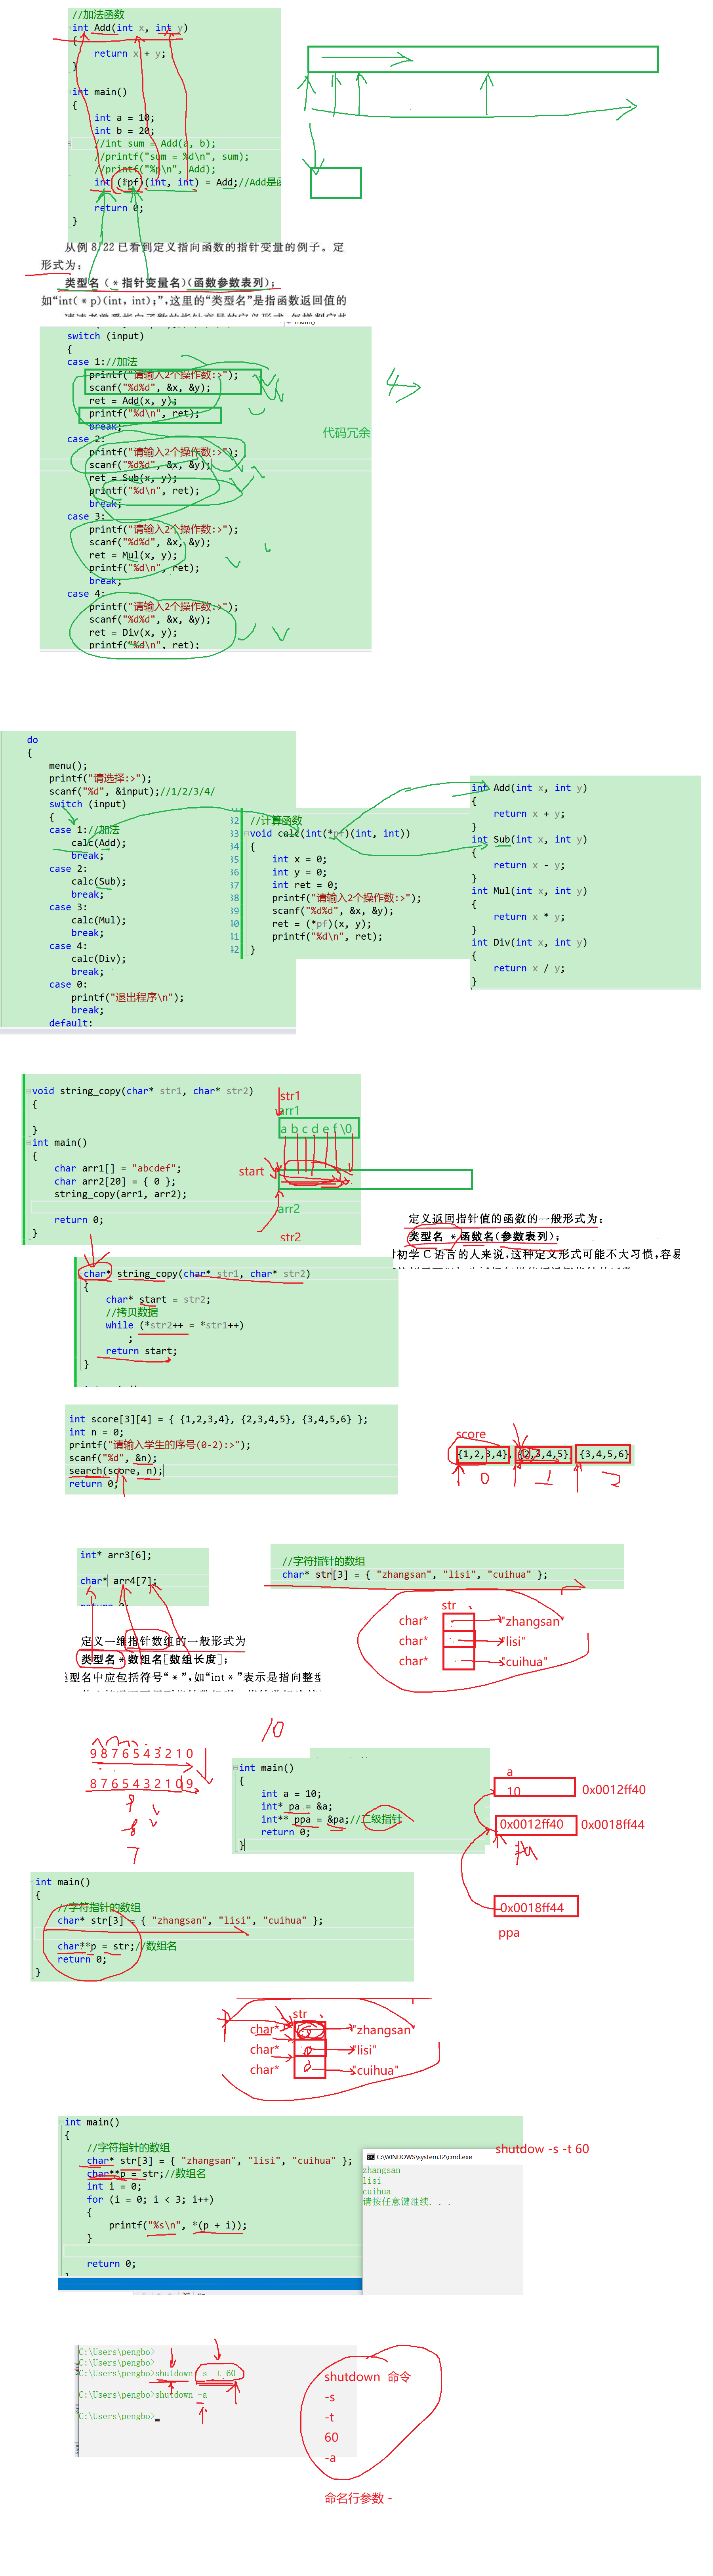 //加法函数
int Add(int x, int y)
{
return x + y;
}
int main()
{
int a = 10;
int b = 20;
//int sum = Add(a, b);
//printf("sum = %d\n", sum);
//printf("%p\n", Add);
int (*pf)(int, int) = Add;//Add是
return 0;
}
从例 8.22 已看到定义指向函数的指针变量的例子。定
形式为:
类型名 ( * 指针变量名)(函数参数表列);
如“int( * p)(int, int);”,这里的“类型名”是指函数返回值的
switch (input)
{
case 1://加法
printf("请输入2个操作数:>");
scanf("%d%d", &x, &y);
ret = Add(x, y);
printf("%d\n", ret);
break;
case 2:
printf("请输入2个操作数:>");
scanf("%d%d", &x, &y);
ret = Sub(x, y);
printf("%d\n", ret);
break;
case 3:
printf("请输入2个操作数:>");
scanf("%d%d", &x, &y);
ret = Mul(x, y);
printf("%d\n", ret);
break;
case 4:
printf("请输入2个操作数:>");
scanf("%d%d", &x, &y);
ret = Div(x, y);
printf("%d\n", ret);
4
代码冗余
do
{
menu();
printf("请选择:>");
scanf("%d", &input);//1/2/3/4/
switch (input)
{
case 1://加法
calc(Add);
break;
case 2:
calc(Sub);
break;
case 3:
calc(Mul);
break;
case 4:
calc(Div);
break;
case 0:
printf("退出程序\n");
break;
default:
32 //计算函数
33 void calc(int(*pf)(int, int))
34 {
35 int x = 0;
36 int y = 0;
37 int ret = 0;
38 printf("请输入2个操作数:>");
39 scanf("%d%d", &x, &y);
40 ret = (*pf)(x, y);
41 printf("%d\n", ret);
42 }
int Add(int x, int y)
{
return x + y;
}
int Sub(int x, int y)
{
return x - y;
}
int Mul(int x, int y)
{
return x * y;
}
int Div(int x, int y)
{
return x / y;
}
void string_copy(char* str1, char* str2)
{
}
int main()
{
char arr1[] = "abcdef";
char arr2[20] = { 0 };
string_copy(arr1, arr2);
return 0;
}
str1
arr1
a b c d e f \0
start
arr2
str2
定义返回指针值的函数的一般形式为:
类型名 *函数名(参数表列);
初学 C 语言的人来说,这种定义形式可能不大习惯,容易
char* string_copy(char* str1, char* str2)
{
char* start = str2;
//拷贝数据
while (*str2++ = *str1++)
;
return start;
}
int score[3][4] = { {1,2,3,4}, {2,3,4,5}, {3,4,5,6} };
int n = 0;
printf("请输入学生的序号(0-2):>");
scanf("%d", &n);
search(score, n);
return 0;
score
{1,2,3,4}, {2,3,4,5}, {3,4,5,6}
0 1 2
int* arr3[6];
char* arr4[7];
定义一维指针数组的一般形式为
类型名*数组名[数组长度];
类型名中应包括符号“*”,如“int*”表示是指向整型
//字符指针的数组
char* str[3] = { "zhangsan", "lisi", "cuihua" };
str
char* "zhangsan"
char* "lisi"
char* "cuihua"
10
9 8 7 6 5 4 3 2 1 0
8 7 6 5 4 3 2 1 0 9
9
8
7
int main()
{
int a = 10;
int* pa = &a;
int** ppa = &pa;//二级指针
return 0;
}
a
10 0x0012ff40
0x0012ff40 0x0018ff44
pa
0x0018ff44
ppa
int main()
{
//字符指针的数组
char* str[3] = { "zhangsan", "lisi", "cuihua" };
char**p = str;//数组名
return 0;
}
str
char* "zhangsan"
char* "lisi"
char* "cuihua"
int main()
{
//字符指针的数组
char* str[3] = { "zhangsan", "lisi", "cuihua" };
char**p = str;//数组名
int i = 0;
for (i = 0; i < 3; i++)
{
printf("%s\n", *(p + i));
}
return 0;
C:\WINDOWS\system32\cmd.exe
zhangsan
lisi
cuihua
请按任意键继续. . .
shutdow -s -t 60
C:\Users\pengbo>
C:\Users\pengbo>
C:\Users\pengbo>shutdown -s -t 60
C:\Users\pengbo>shutdown -a
C:\Users\pengbo>
shutdown 命令
-s
-t
60
-a
命名行参数 -